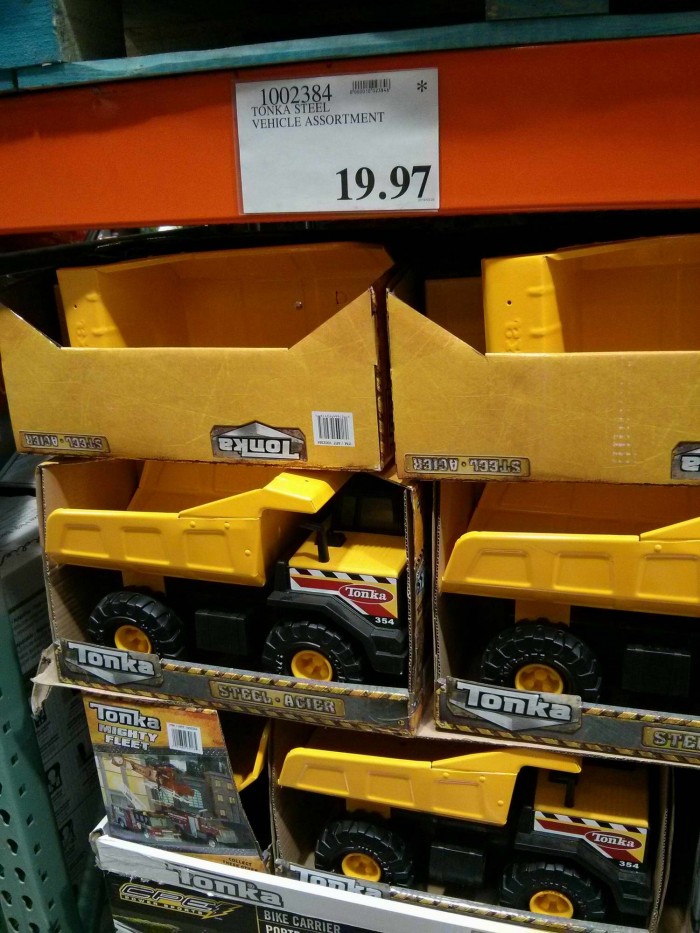 1002384 *
TONKA STEEL
VEHICLE ASSORTMENT
19.97
STEEL · ACIER
Tonka
STEEL · ACIER
Tonka
354
Tonka
STEEL · ACIER
Tonka
Tonka
MIGHTY
FLEET
Tonka
354
Tonka
Tonka
BIKE CARRIER